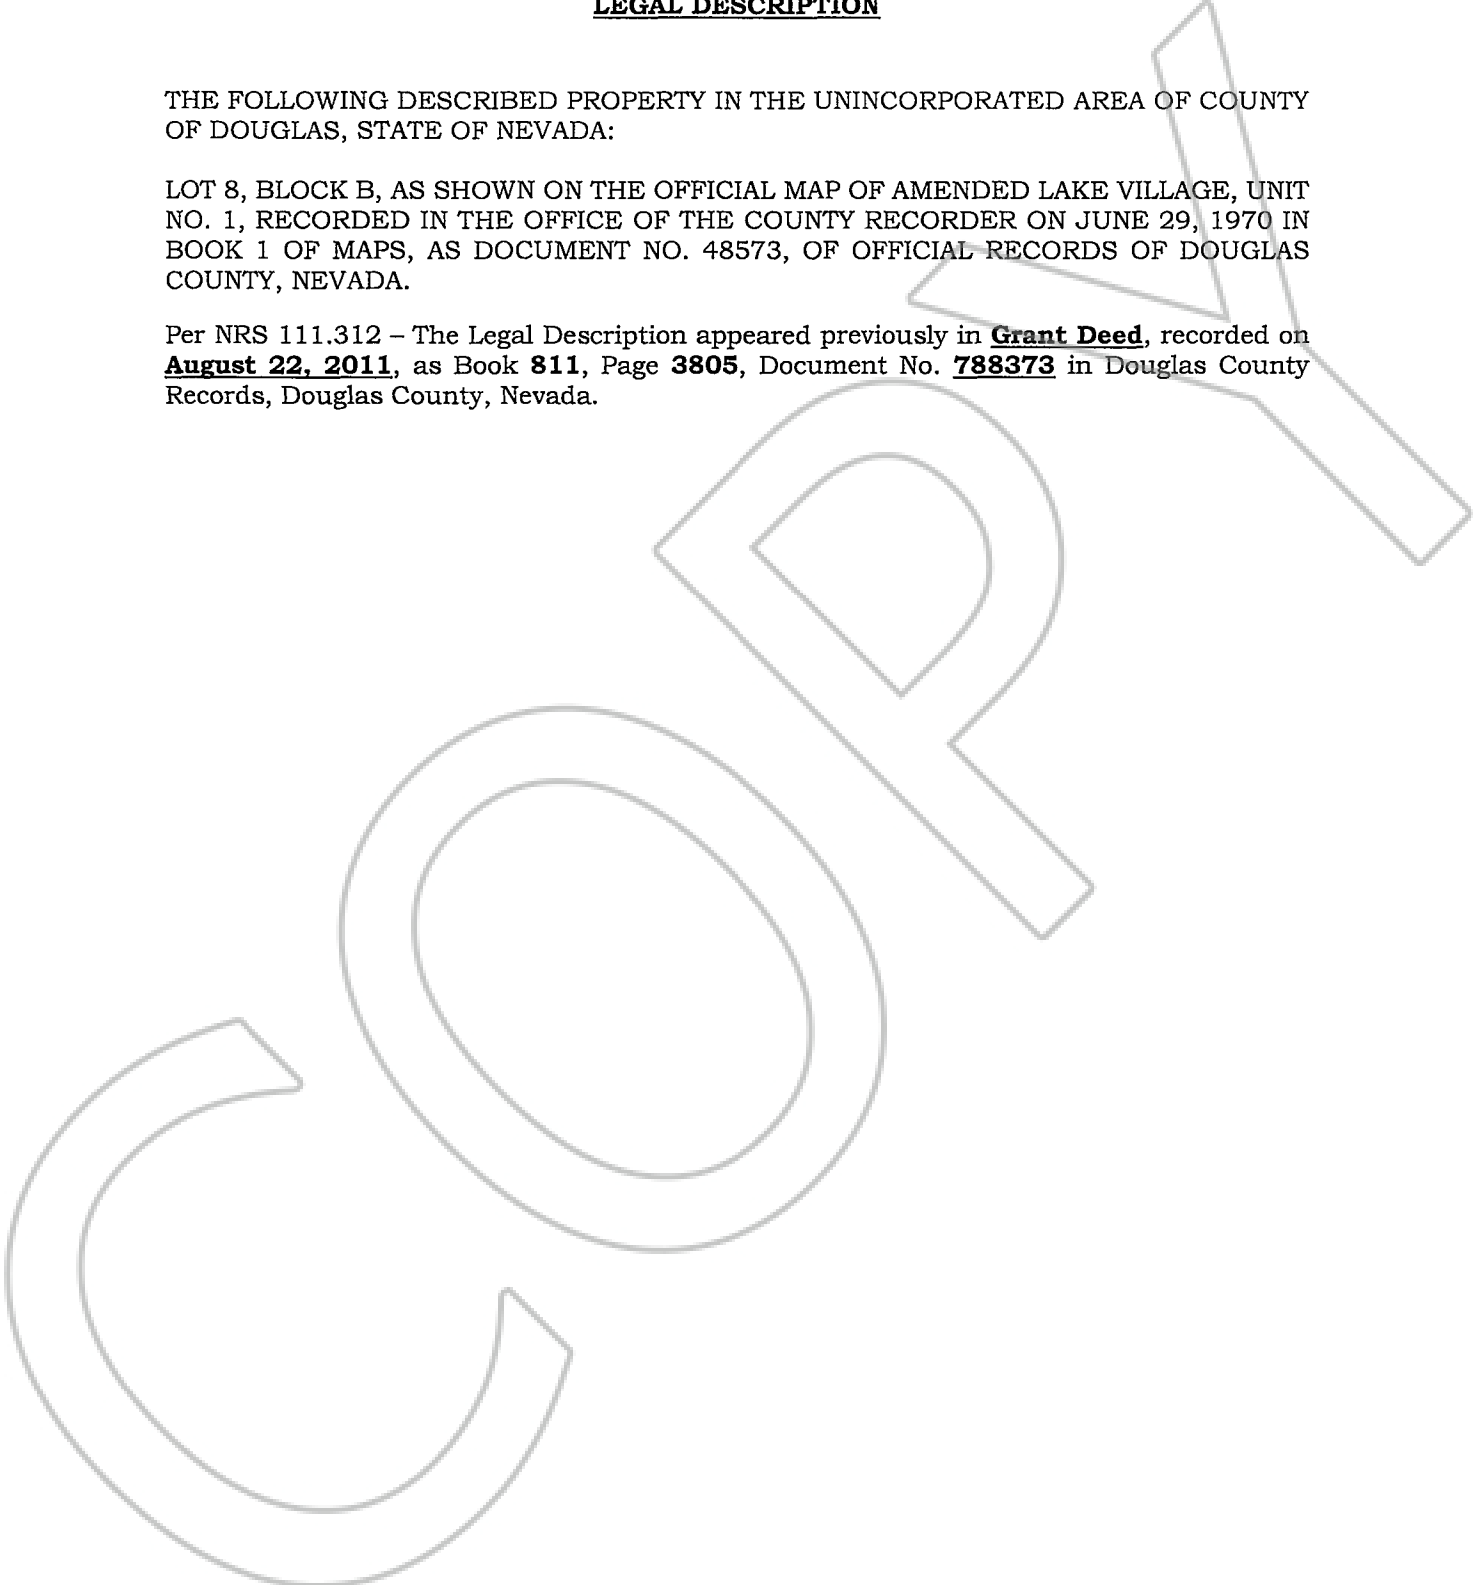 LEGAL DESCRIPTION
THE FOLLOWING DESCRIBED PROPERTY IN THE UNINCORPORATED AREA OF COUNTY
OF DOUGLAS, STATE OF NEVADA:
LOT 8, BLOCK B, AS SHOWN ON THE OFFICIAL MAP OF AMENDED LAKE VILLAGE, UNIT
NO. 1, RECORDED IN THE OFFICE OF THE COUNTY RECORDER ON JUNE 29, 1970 IN
BOOK 1 OF MAPS, AS DOCUMENT NO. 48573, OF OFFICIAL RECORDS OF DOUGLAS
COUNTY, NEVADA.
Per NRS 111.312 – The Legal Description appeared previously in Grant Deed, recorded on
August 22, 2011, as Book 811, Page 3805, Document No. 788373 in Douglas County
Records, Douglas County, Nevada.
COPY